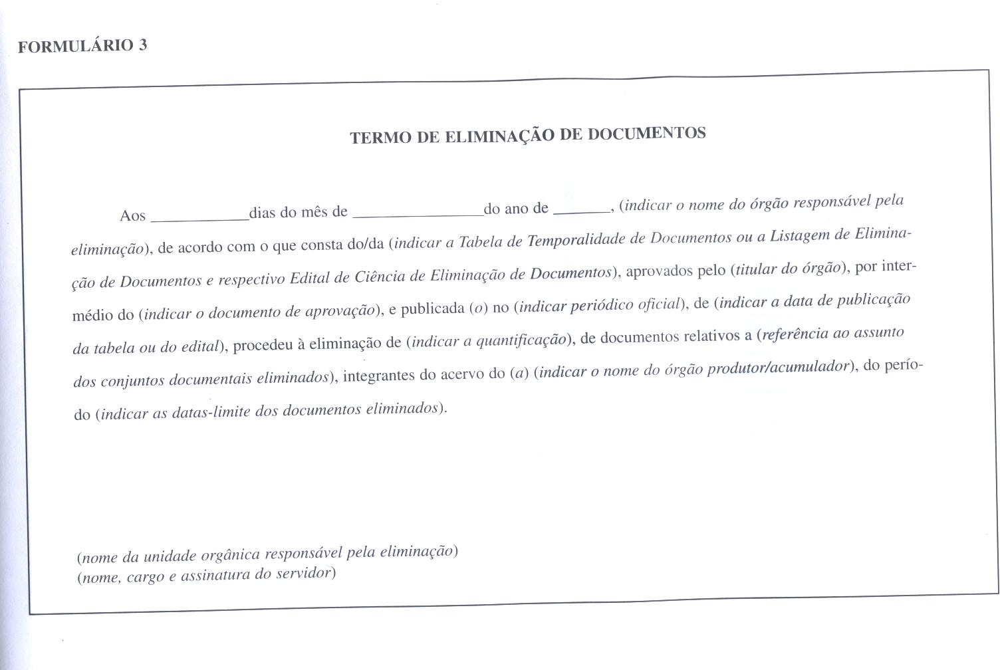 FORMULÁRIO 3
TERMO DE ELIMINAÇÃO DE DOCUMENTOS
Aos ____________dias do mês de ________________do ano de _______, (indicar o nome do órgão responsável pela
eliminação), de acordo com o que consta do/da (indicar a Tabela de Temporalidade de Documentos ou a Listagem de Elimina-
ção de Documentos e respectivo Edital de Ciência de Eliminação de Documentos), aprovados pelo (titular do órgão), por inter-
médio do (indicar o documento de aprovação), e publicada (o) no (indicar periódico oficial), de (indicar a data de publicação
da tabela ou do edital), procedeu à eliminação de (indicar a quantificação), de documentos relativos a (referência ao assunto
dos conjuntos documentais eliminados), integrantes do acervo do (a) (indicar o nome do órgão produtor/acumulador), do perío-
do (indicar as datas-limite dos documentos eliminados).
(nome da unidade orgânica responsável pela eliminação)
(nome, cargo e assinatura do servidor)